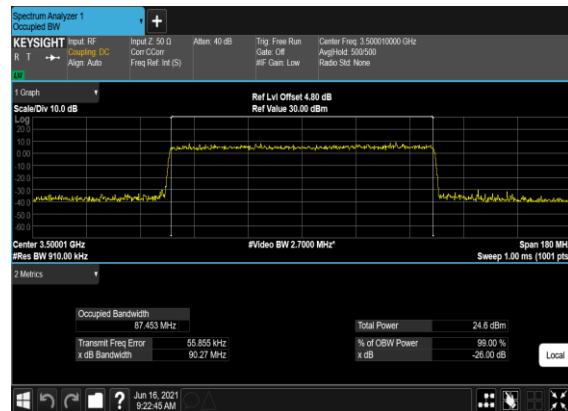 Spectrum Analyzer 1
Occupied BW
+
KEYSIGHT
R T
LW
Input: RF
Coupling: DC
Align: Auto
Input Z: 50 Ω
Corr CCorr
Freq Ref: Int (S)
Atten: 40 dB
Trig: Free Run
Gate: Off
#IF Gain: Low
Center Freq: 3.500010000 GHz
Avg|Hold: 500/500
Radio Std: None
1 Graph
Scale/Div 10.0 dB
Ref Lvl Offset 4.80 dB
Ref Value 30.00 dBm
Log
20.0
10.0
0.00
-10.0
-20.0
-30.0
-40.0
-50.0
-60.0
Center 3.50001 GHz
#Res BW 910.00 kHz
#Video BW 2.7000 MHz*
Span 180 MHz
Sweep 1.00 ms (1001 pts)
2 Metrics
Occupied Bandwidth
87.453 MHz
Transmit Freq Error 55.855 kHz
x dB Bandwidth 90.27 MHz
Total Power 24.6 dBm
% of OBW Power 99.00 %
x dB -26.00 dB
Local
?
Jun 16, 2021
9:22:45 AM